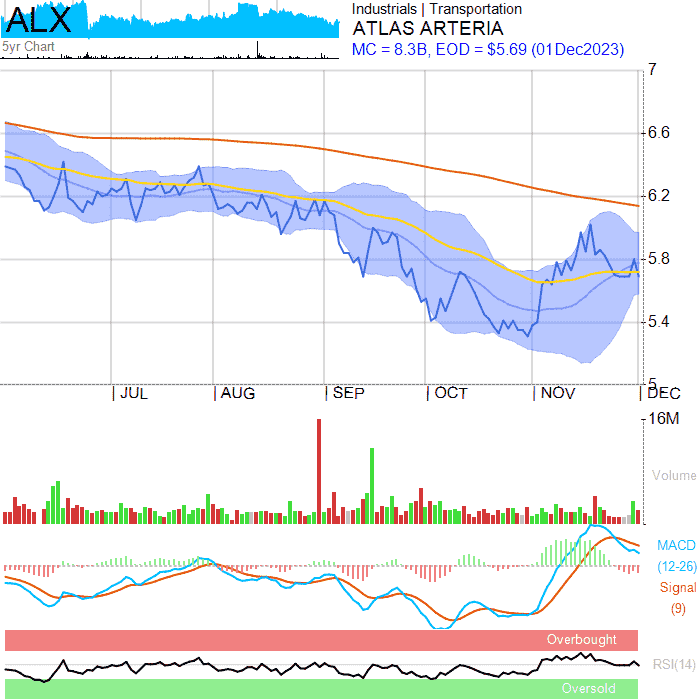 ALX
5yr Chart
Industrials | Transportation
ATLAS ARTERIA
MC = 8.3B, EOD = $5.69 (01Dec2023)
7
6.6
6.2
5.8
5.4
5
JUL
AUG
SEP
OCT
NOV
DEC
16M
Volume
MACD
(12-26)
Signal
(9)
Overbought
RSI(14)
Oversold